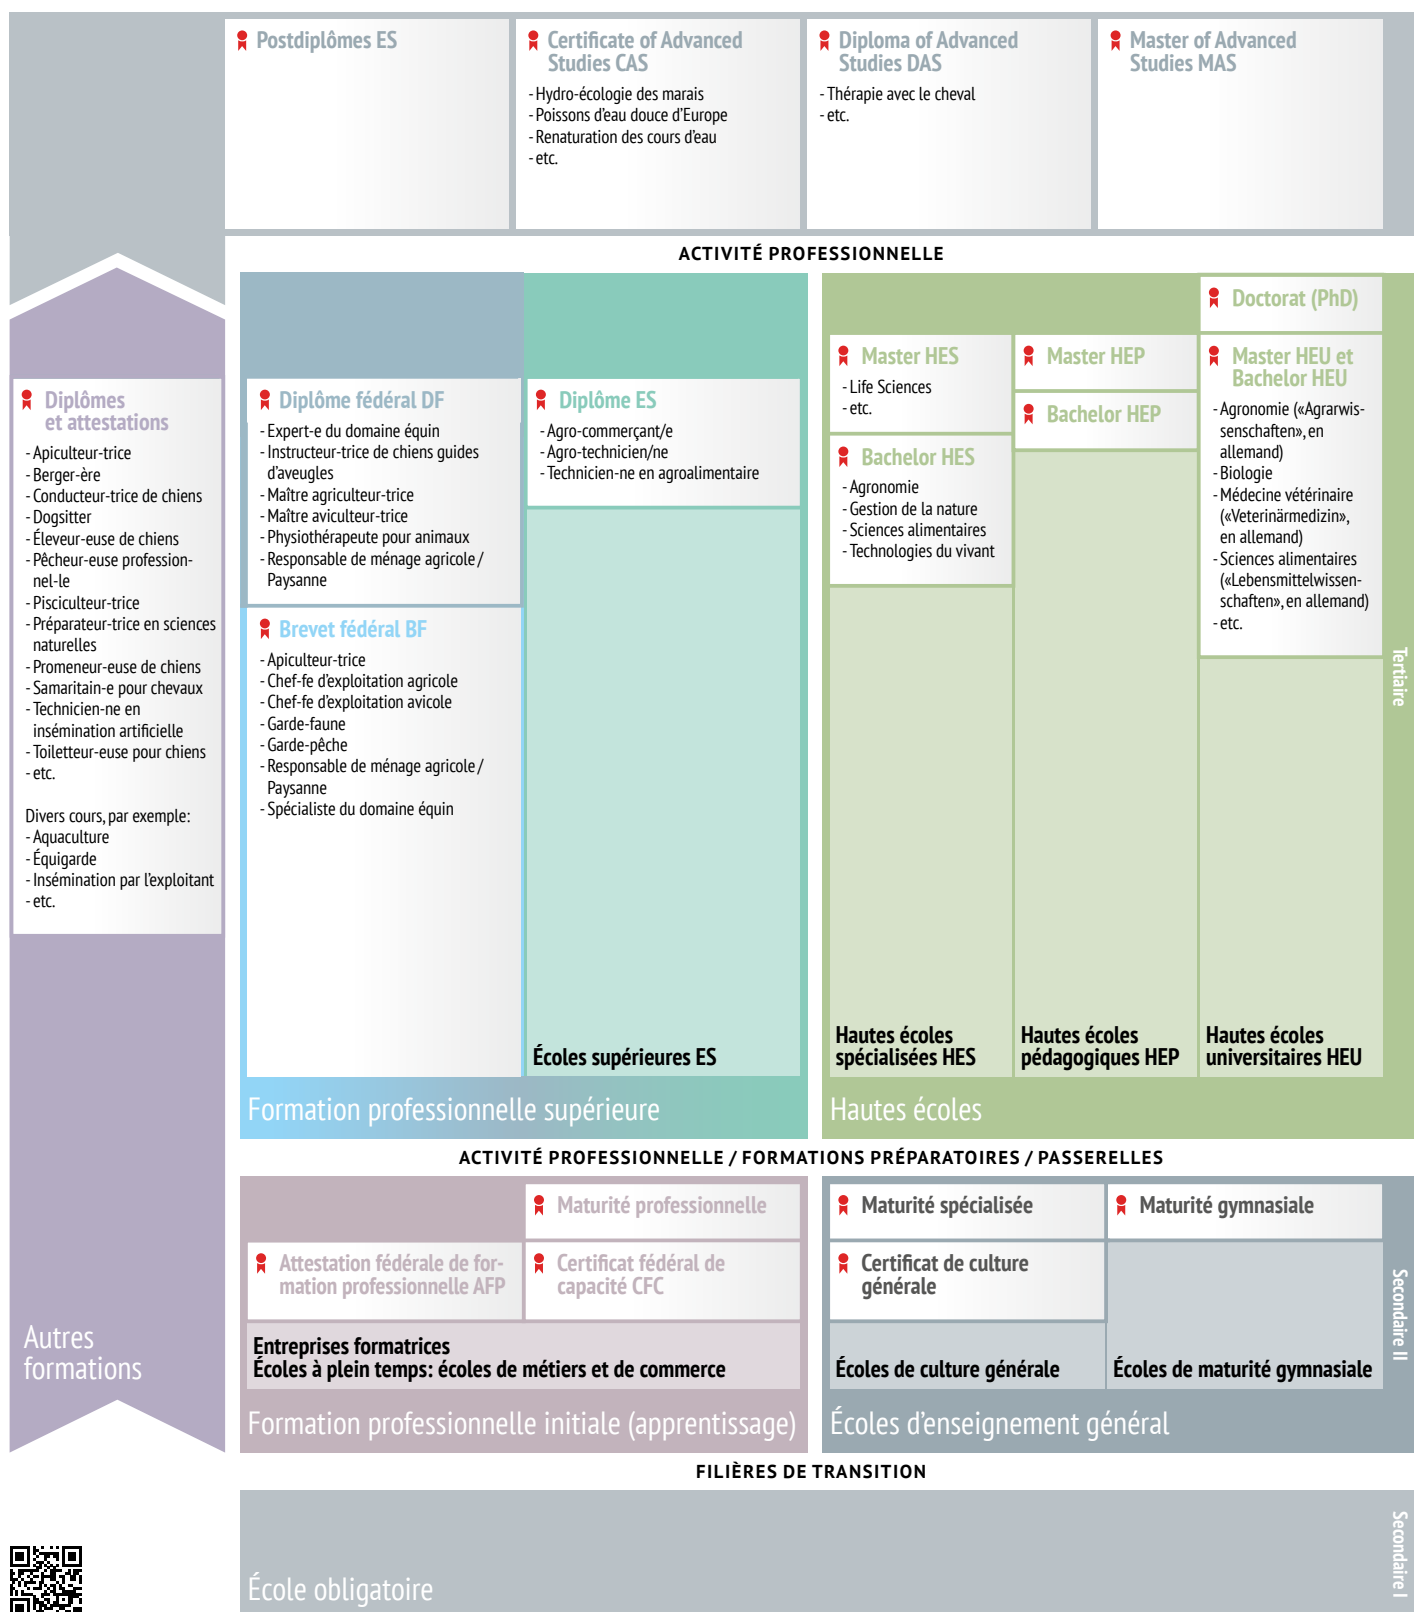 Postdiplômes ES
Certificate of Advanced
Studies CAS
- Hydro-écologie des marais
- Poissons d'eau douce d'Europe
- Renaturation des cours d'eau
- etc.
Diploma of Advanced
Studies DAS
- Thérapie avec le cheval
- etc.
Master of Advanced
Studies MAS
ACTIVITÉ PROFESSIONNELLE
Diplômes
et attestations
- Apiculteur-trice
- Berger-ère
- Conducteur-trice de chiens
- Dogsitter
- Éleveur-euse de chiens
- Pêcheur-euse profession-
nel-le
- Pisciculteur-trice
- Préparateur-trice en sciences
naturelles
- Promeneur-euse de chiens
- Samaritain-e pour chevaux
- Technicien-ne en
insémination artificielle
- Toiletteur-euse pour chiens
- etc.
Divers cours, par exemple:
- Aquaculture
- Équigarde
- Insémination par l'exploitant
- etc.
Autres
formations
Diplôme fédéral DF
- Expert-e du domaine équin
- Instructeur-trice de chiens guides
d'aveugles
- Maître agriculteur-trice
- Maître aviculteur-trice
- Physiothérapeute pour animaux
- Responsable de ménage agricole /
Paysanne
Brevet fédéral BF
- Apiculteur-trice
- Chef-fe d'exploitation agricole
- Chef-fe d'exploitation avicole
- Garde-faune
- Garde-pêche
- Responsable de ménage agricole /
Paysanne
- Spécialiste du domaine équin
Diplôme ES
- Agro-commerçant/e
- Agro-technicien/ne
- Technicien-ne en agroalimentaire
Écoles supérieures ES
Formation professionnelle supérieure
Master HES
- Life Sciences
- etc.
Bachelor HES
- Agronomie
- Gestion de la nature
- Sciences alimentaires
- Technologies du vivant
Hautes écoles
spécialisées HES
Master HEP
Bachelor HEP
Hautes écoles
pédagogiques HEP
Doctorat (PhD)
Master HEU et
Bachelor HEU
- Agronomie («Agrarwis-
senschaften», en
allemand)
- Biologie
- Médecine vétérinaire
(«Veterinärmedizin»,
en allemand)
- Sciences alimentaires
(«Lebensmittelwissen-
schaften», en allemand)
- etc.
Hautes écoles
universitaires HEU
Hautes écoles
Tertiaire
ACTIVITÉ PROFESSIONNELLE / FORMATIONS PRÉPARATOIRES / PASSERELLES
Maturité professionnelle
Attestation fédérale de for-
mation professionnelle AFP
Certificat fédéral de
capacité CFC
Entreprises formatrices
Écoles à plein temps: écoles de métiers et de commerce
Formation professionnelle initiale (apprentissage)
Maturité spécialisée
Certificat de culture
générale
Écoles de culture générale
Maturité gymnasiale
Écoles de maturité gymnasiale
Écoles d'enseignement général
Secondaire II
FILIÈRES DE TRANSITION
École obligatoire
Secondaire I